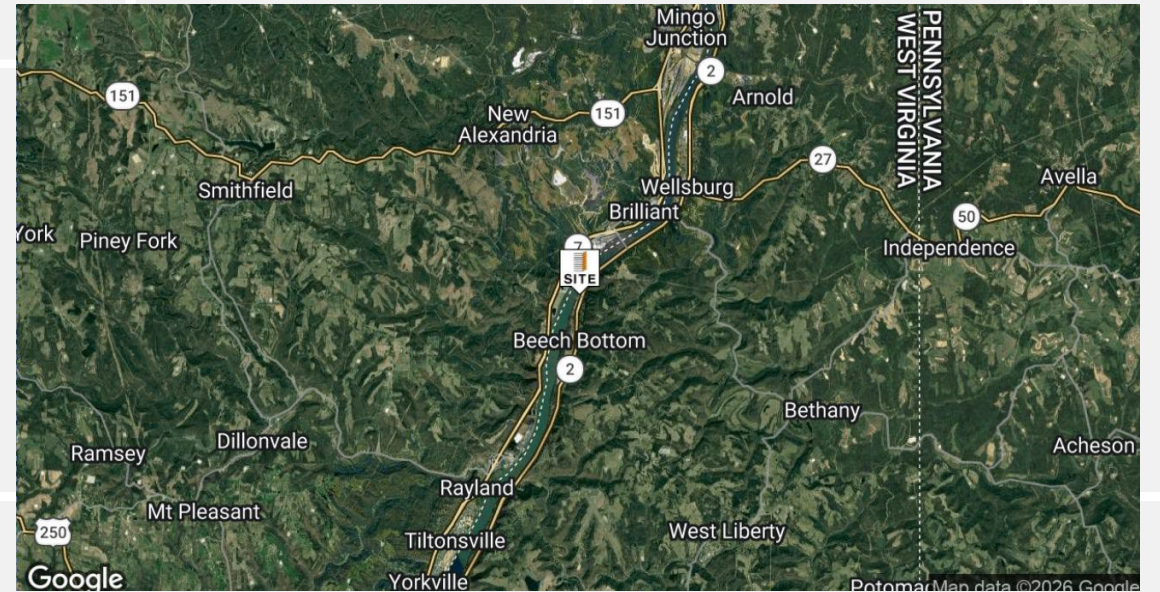 Mingo
Junction
PENNSYLVANIA
WEST VIRGINIA
2
151
Arnold
New
Alexandria
151
27
Smithfield
Wellsburg
Avella
Brilliant
50
York
Piney Fork
7
Independence
SITE
Beech Bottom
2
Bethany
Dillonvale
Acheson
Ramsey
Rayland
Mt Pleasant
250
West Liberty
Tiltonsville
Google
Yorkville
Potomac
Map data ©2026 Google